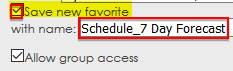 Save new favorite
with name: Schedule_7 Day Forecast
Allow group access